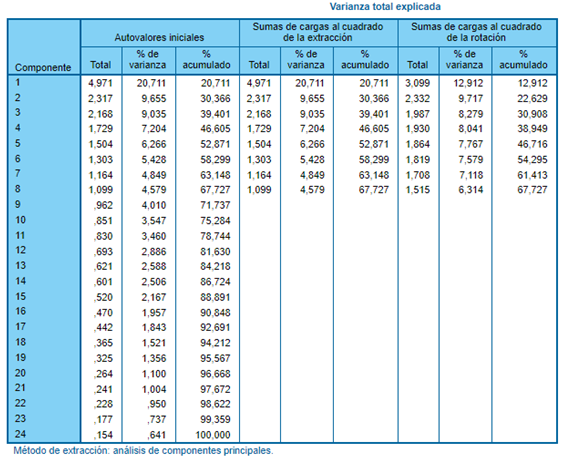 Varianza total explicada
Autovalores iniciales Sumas de cargas al cuadrado de la extracción Sumas de cargas al cuadrado de la rotación
Componente Total % de varianza % acumulado Total % de varianza % acumulado Total % de varianza % acumulado
1 4,971 20,711 20,711 4,971 20,711 20,711 3,099 12,912 12,912
2 2,317 9,655 30,366 2,317 9,655 30,366 2,332 9,717 22,629
3 2,168 9,035 39,401 2,168 9,035 39,401 1,987 8,279 30,908
4 1,729 7,204 46,605 1,729 7,204 46,605 1,930 8,041 38,949
5 1,504 6,266 52,871 1,504 6,266 52,871 1,864 7,767 46,716
6 1,303 5,428 58,299 1,303 5,428 58,299 1,819 7,579 54,295
7 1,164 4,849 63,148 1,164 4,849 63,148 1,708 7,118 61,413
8 1,099 4,579 67,727 1,099 4,579 67,727 1,515 6,314 67,727
9 ,962 4,010 71,737
10 ,851 3,547 75,284
11 ,830 3,460 78,744
12 ,693 2,886 81,630
13 ,621 2,588 84,218
14 ,601 2,506 86,724
15 ,520 2,167 88,891
16 ,470 1,957 90,848
17 ,442 1,843 92,691
18 ,365 1,521 94,212
19 ,325 1,356 95,567
20 ,264 1,100 96,668
21 ,241 1,004 97,672
22 ,228 ,950 98,622
23 ,177 ,737 99,359
24 ,154 ,641 100,000
Método de extracción: análisis de componentes principales.